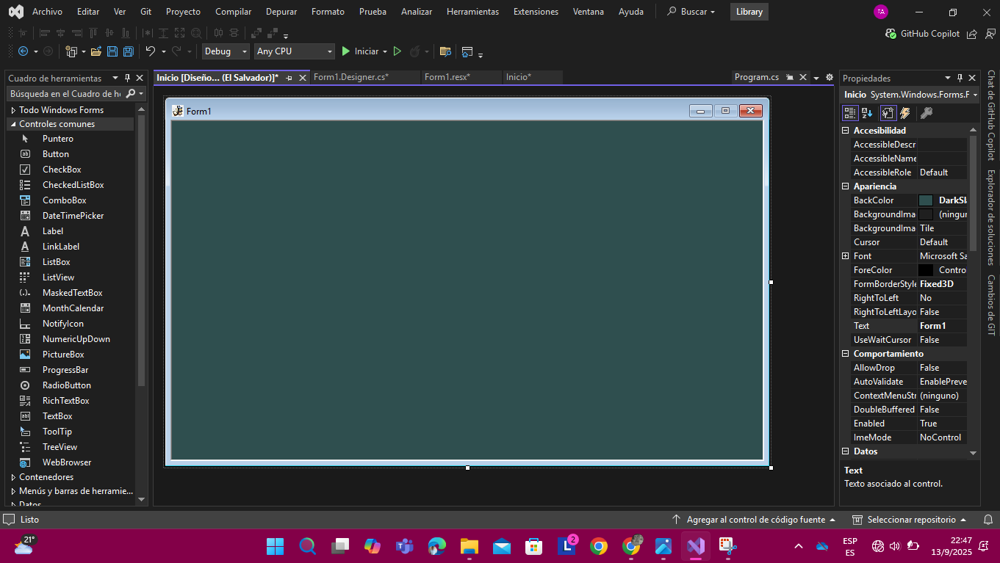 Archivo Editar Ver Git Proyecto Compilar Depurar Formato Prueba Analizar Herramientas Extensiones Ventana Ayuda Buscar Library FA
GitHub Copilot
Debug Any CPU Iniciar
Cuadro de herramientas
Búsqueda en el Cuadro de he
Todo Windows Forms
Controles comunes
Puntero
Button
CheckBox
CheckedListBox
ComboBox
DateTimePicker
Label
LinkLabel
ListBox
ListView
MaskedTextBox
MonthCalendar
NotifyIcon
NumericUpDown
PictureBox
ProgressBar
RadioButton
RichTextBox
TextBox
ToolTip
TreeView
WebBrowser
Contenedores
Menús y barras de herramie...
Datos
Inicio [Diseño... (El Salvador)]* Form1.Designer.cs* Form1.resx* Inicio* Program.cs
Form1
Propiedades
Inicio System.Windows.Forms.F
Accesibilidad
AccessibleDescr
AccessibleName
AccessibleRole Default
Apariencia
BackColor DarkSla
BackgroundIma (ningun
BackgroundIma Tile
Cursor Default
Font Microsoft Sa
ForeColor Contro
FormBorderStyle Fixed3D
RightToLeft No
RightToLeftLayo False
Text Form1
UseWaitCursor False
Comportamiento
AllowDrop False
AutoValidate EnablePreve
ContextMenuStr (ninguno)
DoubleBuffered False
Enabled True
ImeMode NoControl
Datos
Text
Texto asociado al control.
Chat de GitHub Copilot
Explorador de soluciones
Cambios de GIT
Listo
Agregar al control de código fuente
Seleccionar repositorio
21°
2
ESP
ES
22:47
13/9/2025